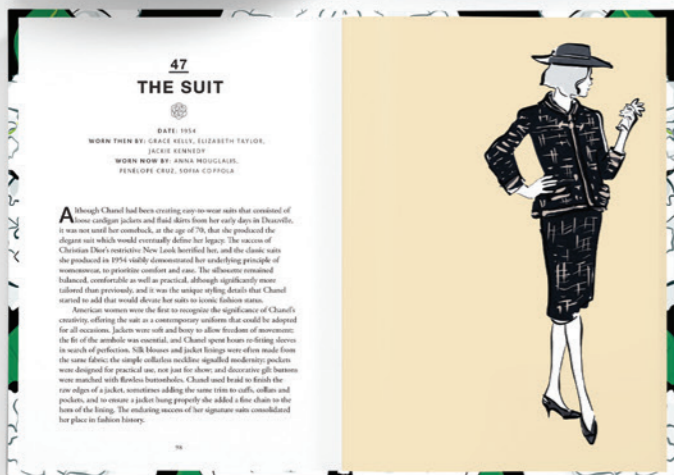 47
THE SUIT
DATE: 1954
WORN THEN BY: GRACE KELLY, ELIZABETH TAYLOR,
JACKIE KENNEDY
WORN NOW BY: ANNA MOUGLALIS,
PENÉLOPE CRUZ, SOFIA COPPOLA
Although Chanel had been creating easy-to-wear suits that consisted of
loose cardigan jackets and fluid skirts from her early days in Deauville,
it was not until her comeback, at the age of 70, that she produced the
elegant suit which would eventually define her legacy. The success of
Christian Dior's restrictive New Look horrified her, and the classic suits
she produced in 1954 visibly demonstrated her underlying principle of
womenswear, to prioritize comfort and ease. The silhouette remained
balanced, comfortable as well as practical, although significantly more
tailored than previously, and it was the unique styling details that Chanel
started to add that would elevate her suits to iconic fashion status.
American women were the first to recognize the significance of Chanel's
creativity, offering the suit as a contemporary uniform that could be adopted
for all occasions. Jackets were soft and boxy to allow freedom of movement;
the fit of the armhole was essential, and Chanel spent hours re-fitting sleeves
in search of perfection. Silk blouses and jacket linings were often made from
the same fabric; the simple collarless neckline signalled modernity; pockets
were designed for practical use, not just for show; and decorative gilt buttons
were matched with flawless buttonholes. Chanel used braid to finish the
raw edges of a jacket, sometimes adding the same trim to cuffs, collars and
pockets, and to ensure a jacket hung properly she added a fine chain to the
hem of the lining. The enduring success of her signature suits consolidated
her place in fashion history.